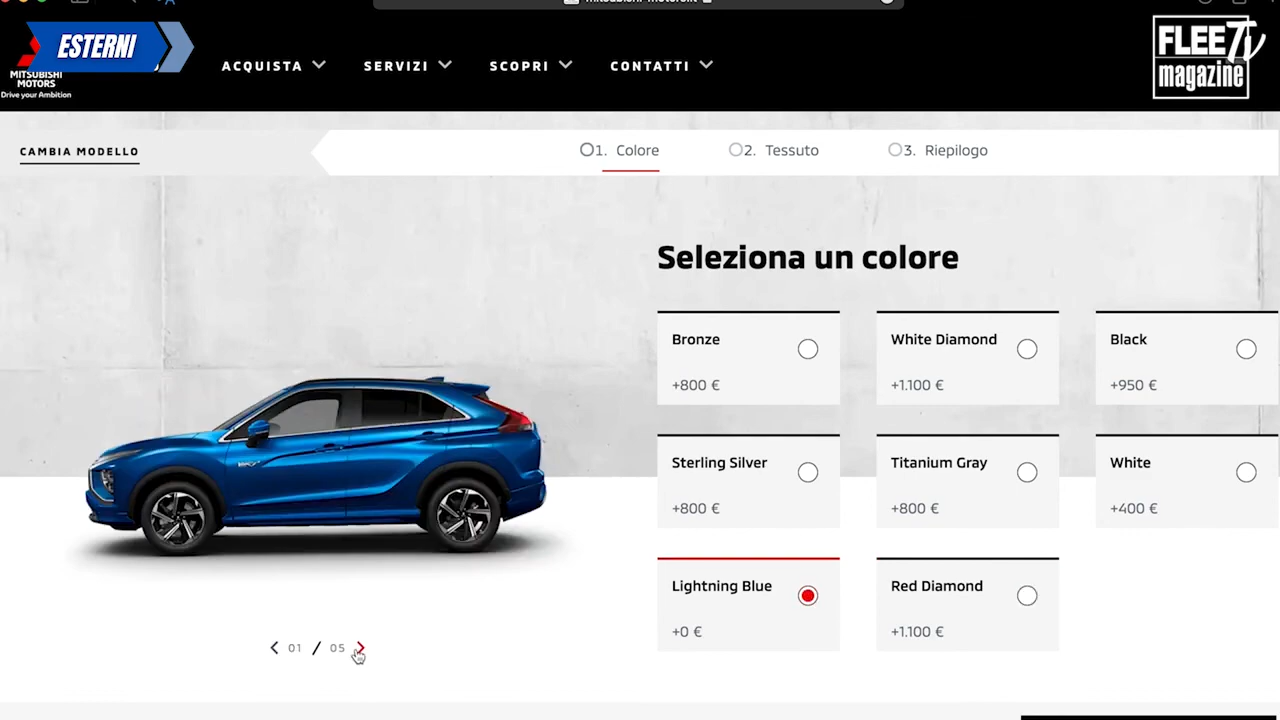 ESTERNI
MITSUBISHI
MOTORS
Drive your Ambition
ACQUISTA
SERVIZI
SCOPRI
CONTATTI
FLEET
TV
magazine
CAMBIA MODELLO
1. Colore
2. Tessuto
3. Riepilogo
Seleziona un colore
Bronze
+800 €
White Diamond
+1.100 €
Black
+950 €
Sterling Silver
+800 €
Titanium Gray
+800 €
White
+400 €
Lightning Blue
+0 €
Red Diamond
+1.100 €
01 / 05